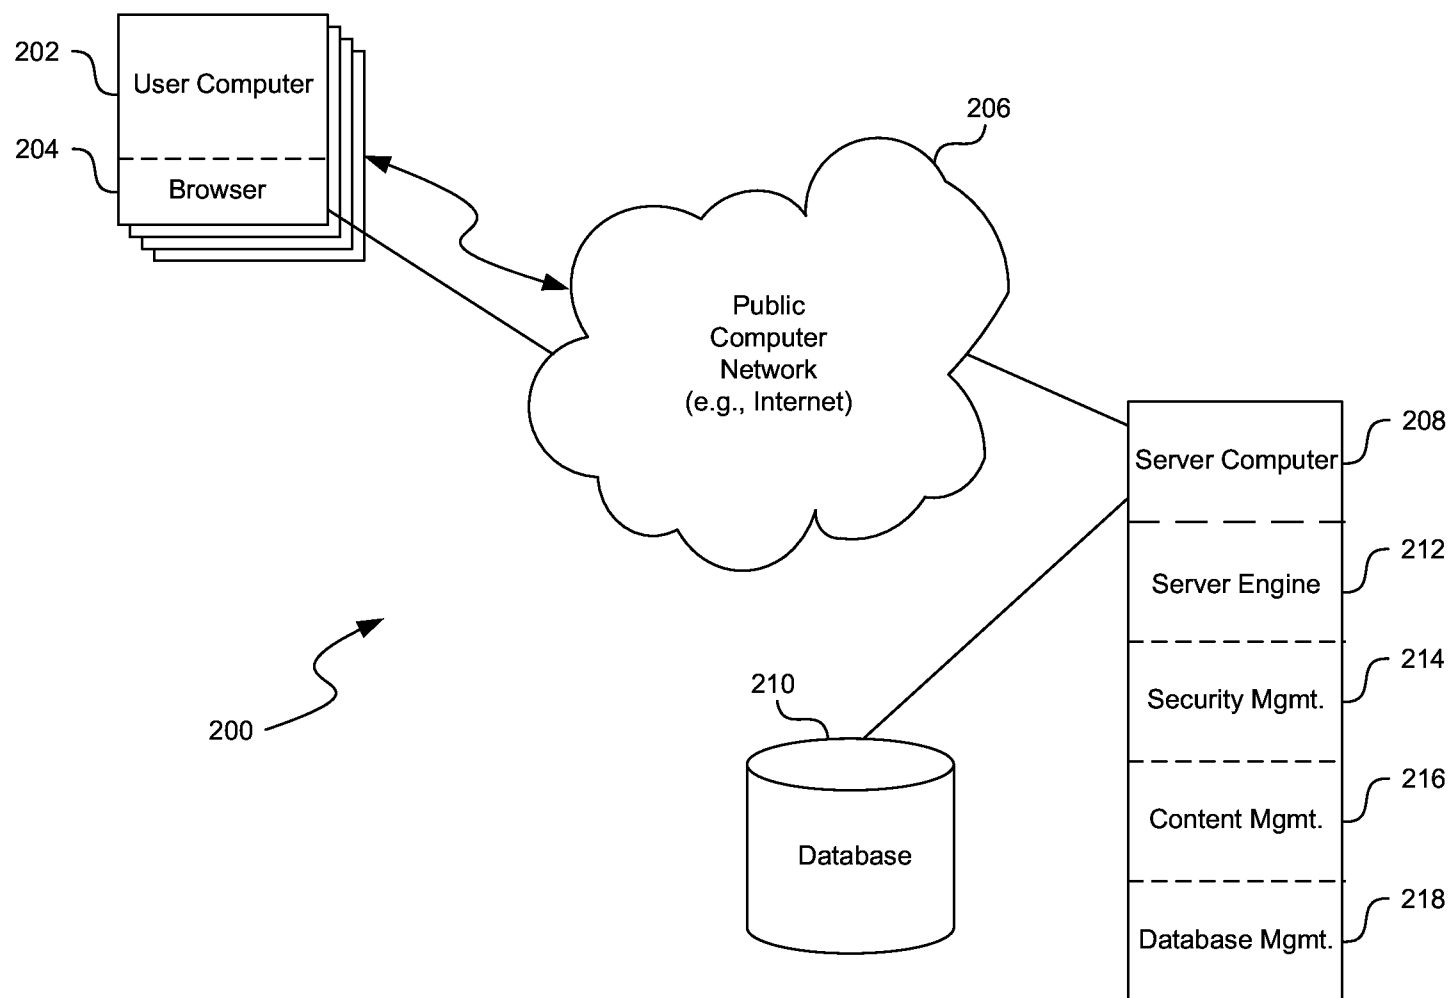 202
User Computer
204
Browser
206
Public
Computer
Network
(e.g., Internet)
208
Server Computer
212
Server Engine
214
Security Mgmt.
210
200
216
Content Mgmt.
Database
218
Database Mgmt.